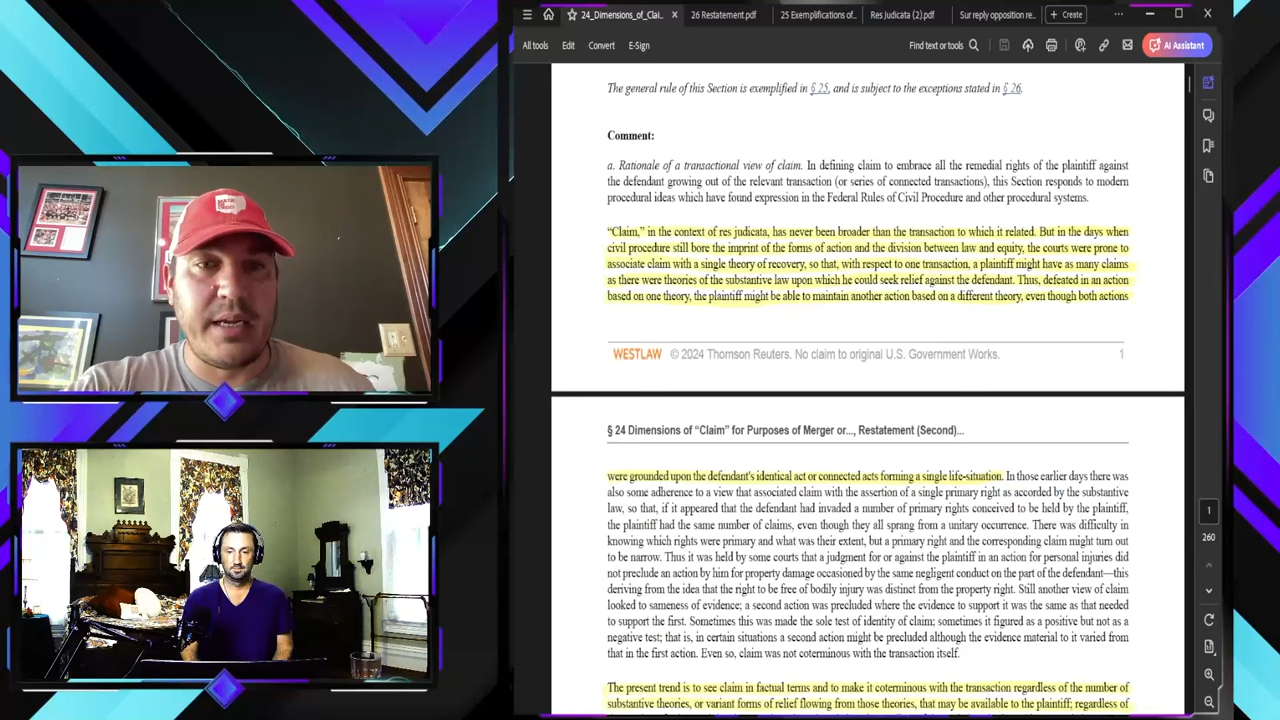 24_Dimensions_of_Clai...
26 Restatement.pdf
25 Exemplifications of...
Res Judicata (2).pdf
Sur reply opposition re...
Create
All tools
Edit
Convert
E-Sign
Find text or tools
AI Assistant
The general rule of this Section is exemplified in § 25, and is subject to the exceptions stated in § 26.
Comment:
a. Rationale of a transactional view of claim. In defining claim to embrace all the remedial rights of the plaintiff against
the defendant growing out of the relevant transaction (or series of connected transactions), this Section responds to modern
procedural ideas which have found expression in the Federal Rules of Civil Procedure and other procedural systems.
“Claim,” in the context of res judicata, has never been broader than the transaction to which it related. But in the days when
civil procedure still bore the imprint of the forms of action and the division between law and equity, the courts were prone to
associate claim with a single theory of recovery, so that, with respect to one transaction, a plaintiff might have as many claims
as there were theories of the substantive law upon which he could seek relief against the defendant. Thus, defeated in an action
based on one theory, the plaintiff might be able to maintain another action based on a different theory, even though both actions
WESTLAW © 2024 Thomson Reuters. No claim to original U.S. Government Works. 1
§ 24 Dimensions of “Claim” for Purposes of Merger or..., Restatement (Second)...
were grounded upon the defendant's identical act or connected acts forming a single life-situation. In those earlier days there was
also some adherence to a view that associated claim with the assertion of a single primary right as accorded by the substantive
law, so that, if it appeared that the defendant had invaded a number of primary rights conceived to be held by the plaintiff,
the plaintiff had the same number of claims, even though they all sprang from a unitary occurrence. There was difficulty in
knowing which rights were primary and what was their extent, but a primary right and the corresponding claim might turn out
to be narrow. Thus it was held by some courts that a judgment for or against the plaintiff in an action for personal injuries did
not preclude an action by him for property damage occasioned by the same negligent conduct on the part of the defendant—this
deriving from the idea that the right to be free of bodily injury was distinct from the property right. Still another view of claim
looked to sameness of evidence; a second action was precluded where the evidence to support it was the same as that needed
to support the first. Sometimes this was made the sole test of identity of claim; sometimes it figured as a positive but not as a
negative test; that is, in certain situations a second action might be precluded although the evidence material to it varied from
that in the first action. Even so, claim was not coterminous with the transaction itself.
The present trend is to see claim in factual terms and to make it coterminous with the transaction regardless of the number of
substantive theories, or variant forms of relief flowing from those theories, that may be available to the plaintiff; regardless of
1
260